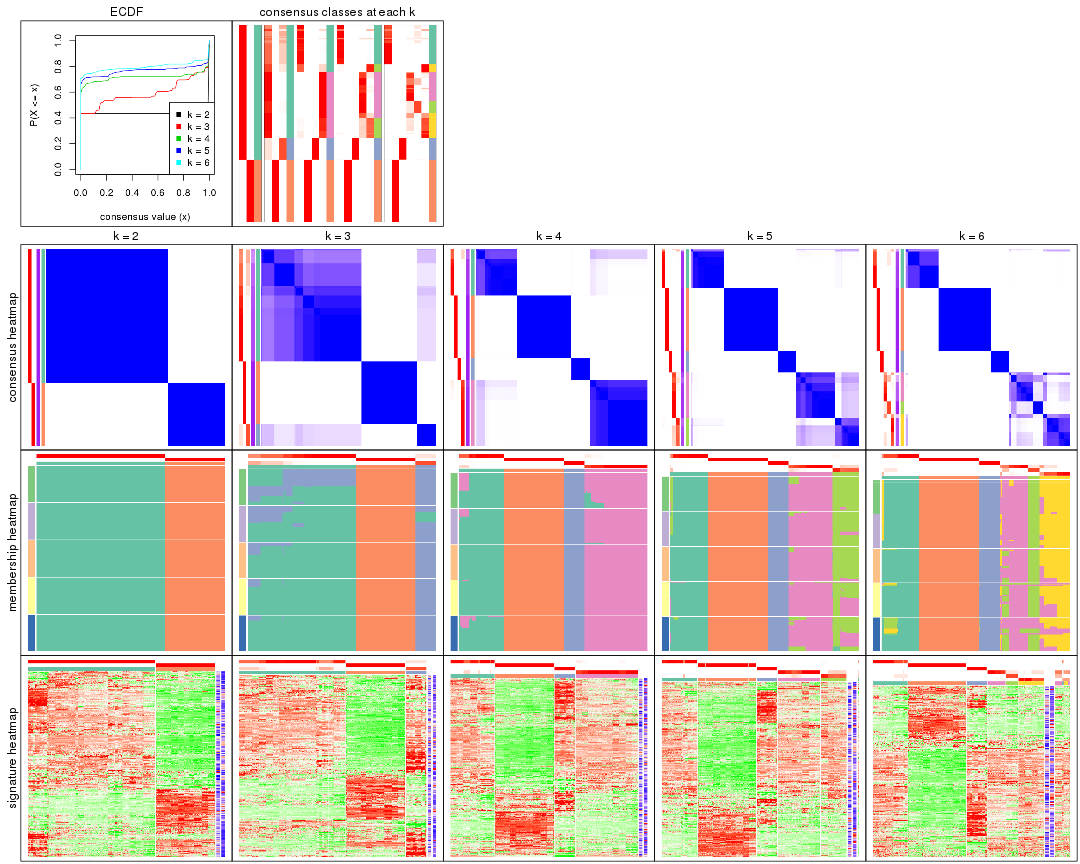 ECDF
consensus classes at each k
P(X <= x)
0.0 0.2 0.4 0.6 0.8 1.0
k = 2
k = 3
k = 4
k = 5
k = 6
0.0 0.2 0.4 0.6 0.8 1.0
consensus value (x)
k = 2
k = 3
k = 4
k = 5
k = 6
consensus heatmap
membership heatmap
signature heatmap